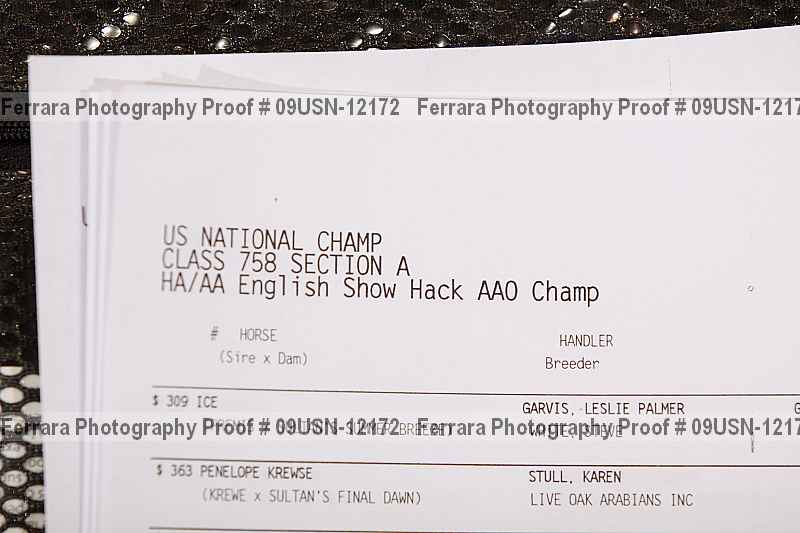 Ferrara Photography Proof # 09USN-12172 Ferrara Photography Proof # 09USN-1217
US NATIONAL CHAMP
CLASS 758 SECTION A
HA/AA English Show Hack AAO Champ
# HORSE HANDLER
(Sire x Dam) Breeder
$ 309 ICE GARVIS, LESLIE PALMER G
Ferrara Photography Proof # 09USN-12172 Ferrara Photography Proof # 09USN-1217
$ 363 PENELOPE KREWSE STULL, KAREN
(KREWE x SULTAN'S FINAL DAWN) LIVE OAK ARABIANS INC